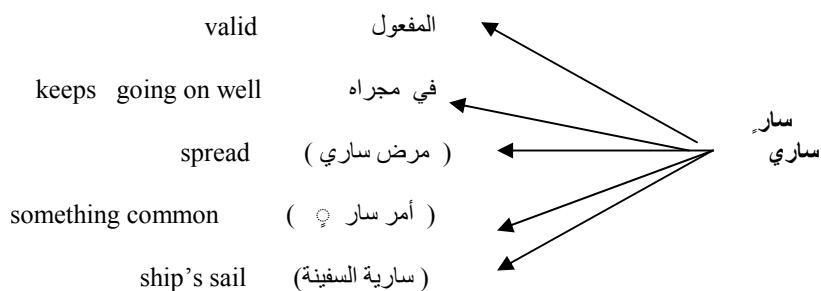 valid المفعول
keeps going on well في مجراه
سارٍ
ساري
spread ( مرض ساري )
something common ( أمر سار ٍ )
ship's sail (سارية السفينة )